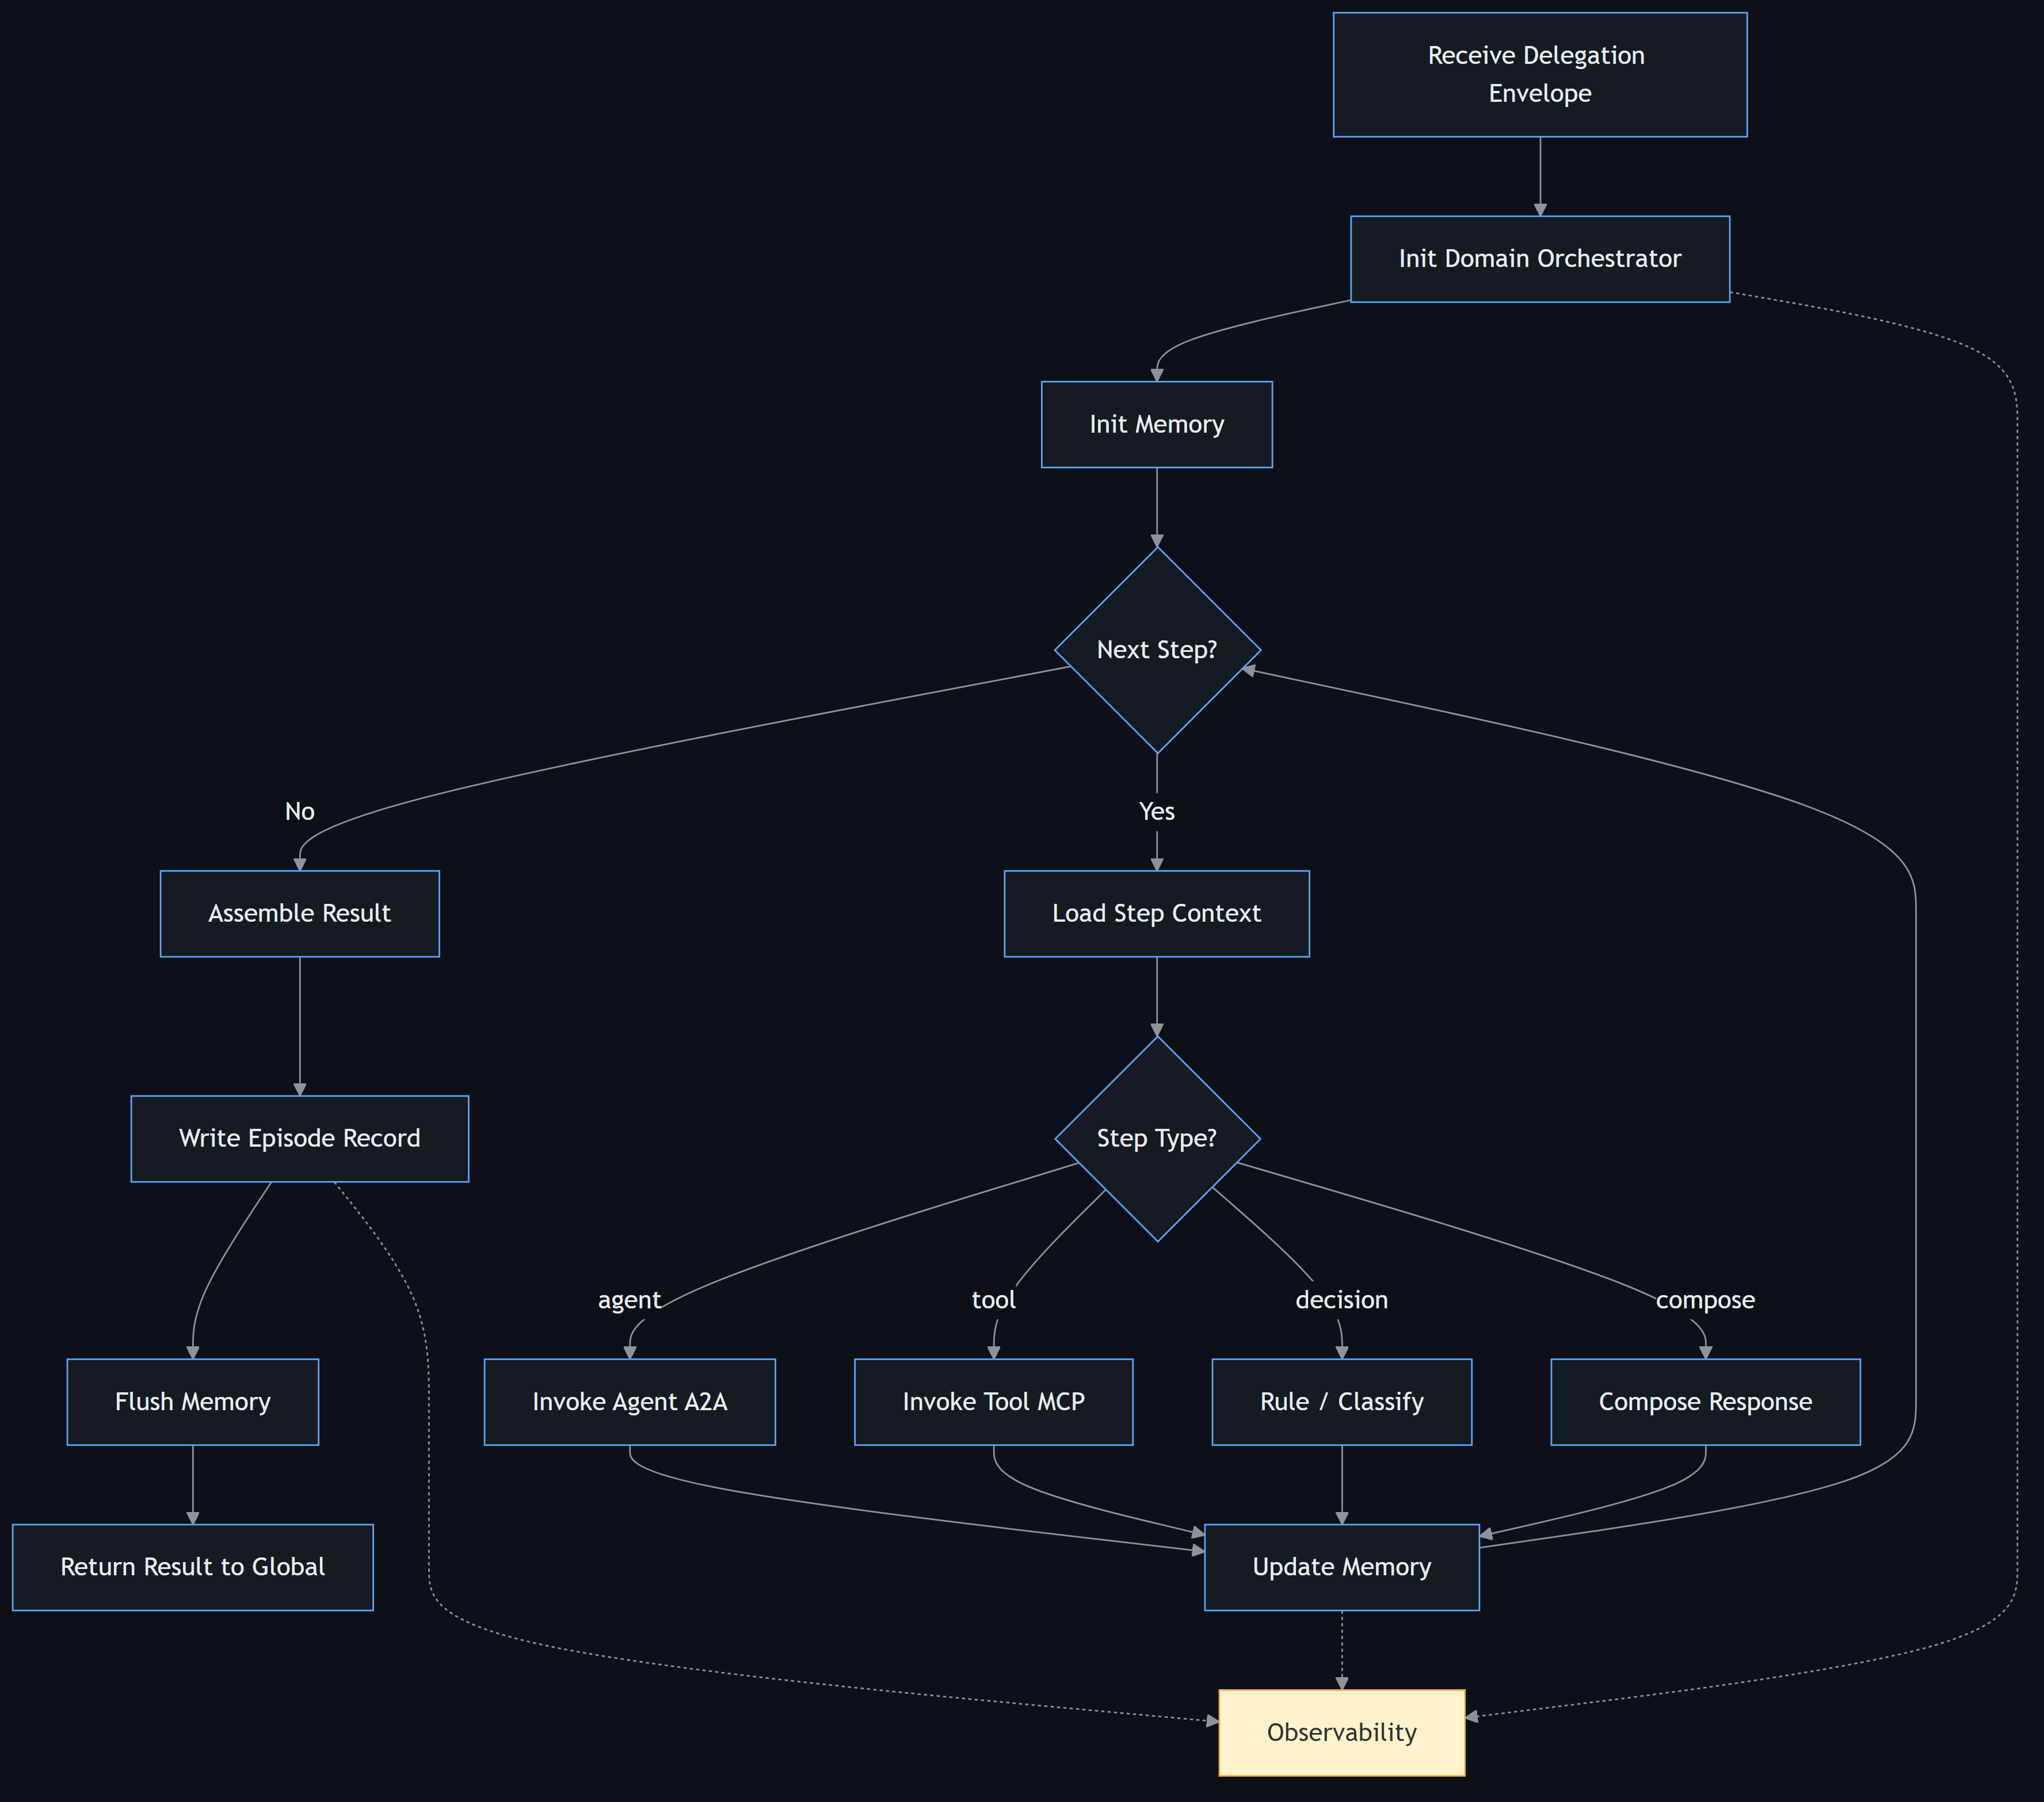 Receive Delegation
Envelope
Init Domain Orchestrator
Init Memory
Next Step?
No
Yes
Assemble Result
Load Step Context
Write Episode Record
Step Type?
agent
tool
decision
compose
Flush Memory
Invoke Agent A2A
Invoke Tool MCP
Rule / Classify
Compose Response
Return Result to Global
Update Memory
Observability